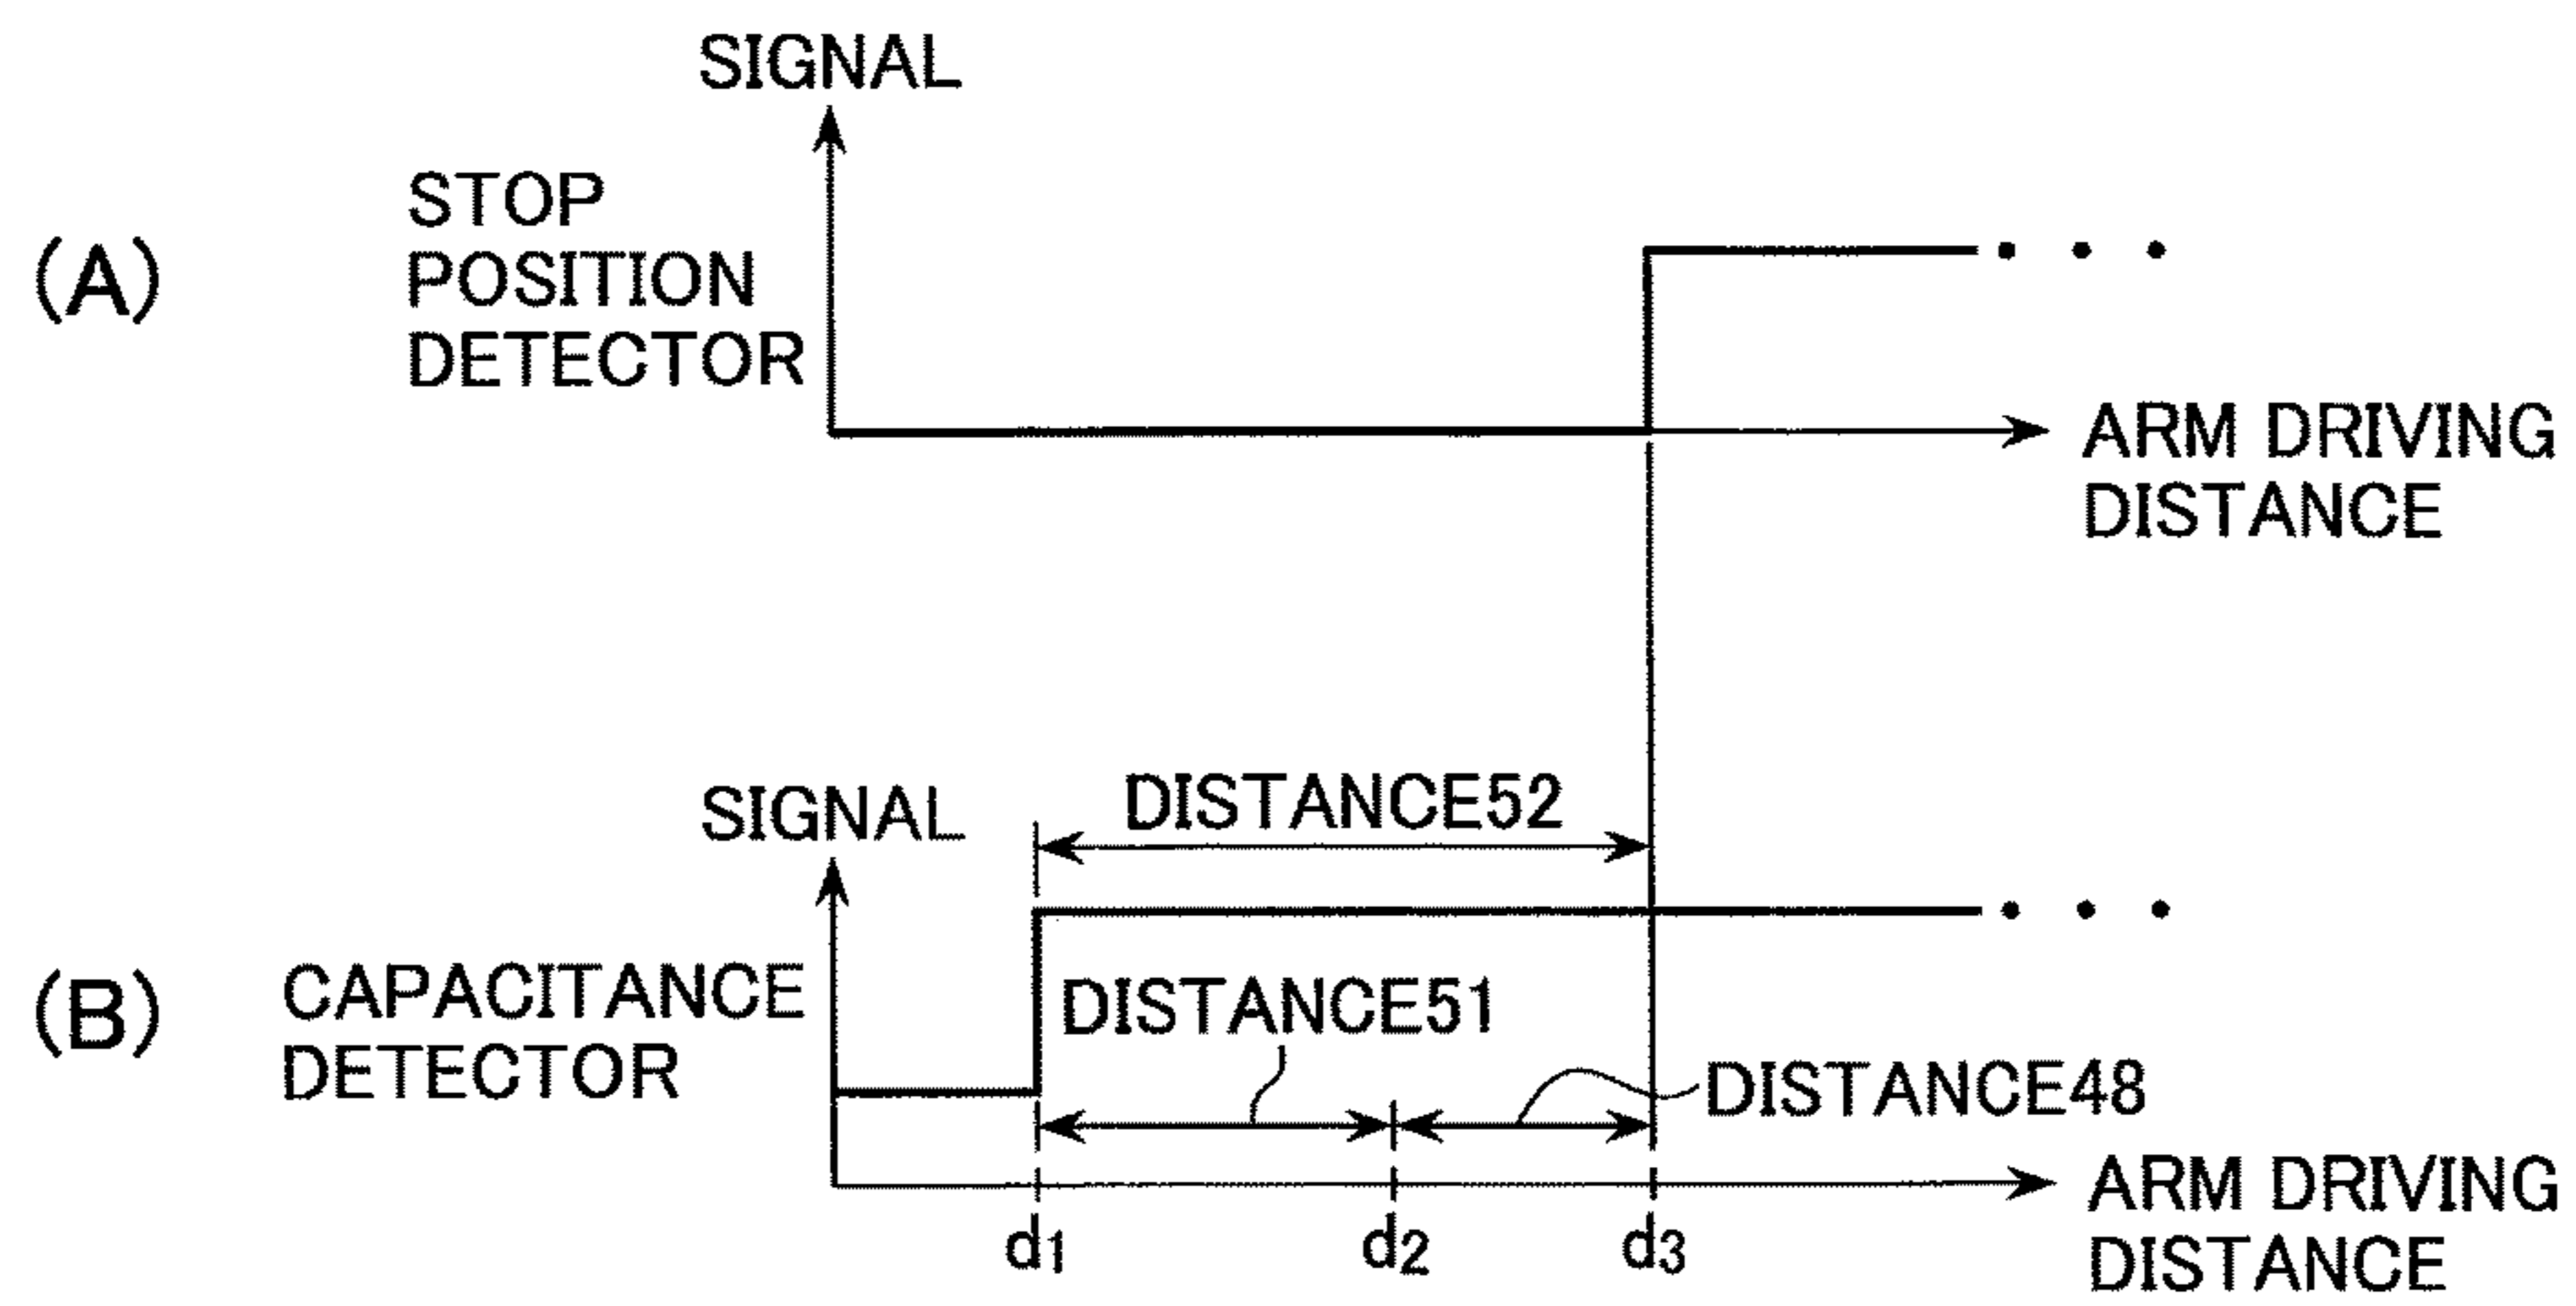 SIGNAL
(A)
STOP
POSITION
DETECTOR
ARM DRIVING
DISTANCE
SIGNAL
DISTANCE52
(B)
CAPACITANCE
DETECTOR
DISTANCE51
DISTANCE48
ARM DRIVING
DISTANCE
d1
d2
d3